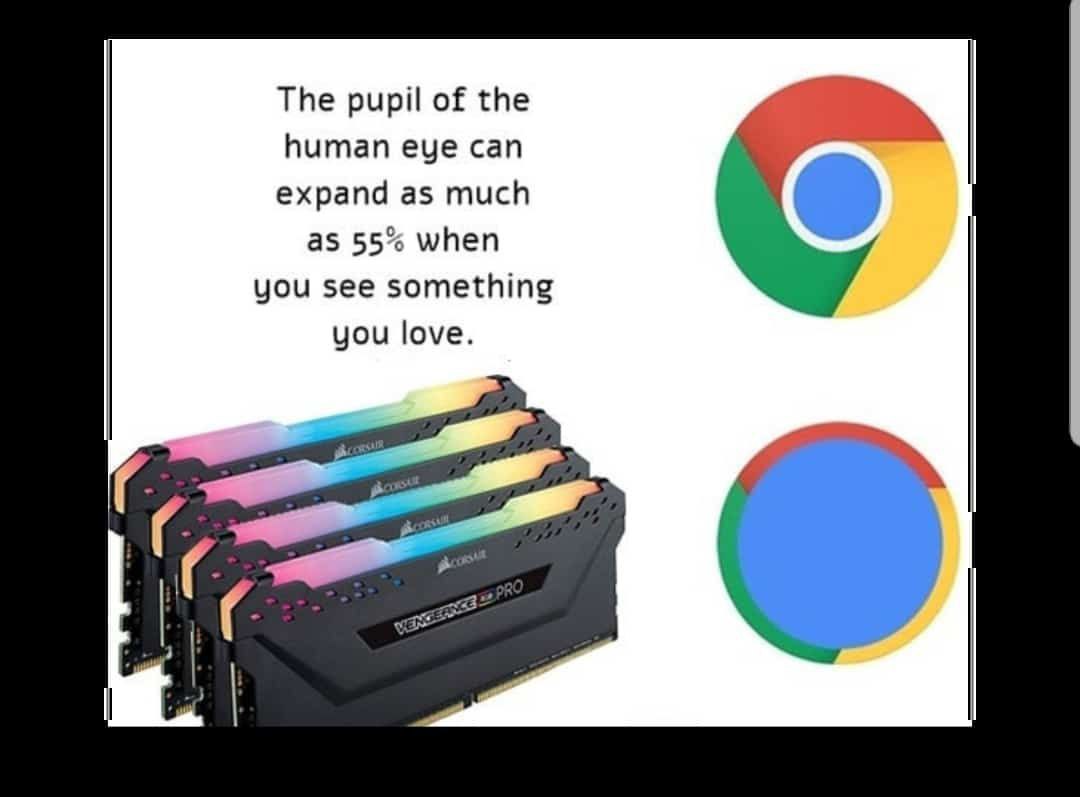 The pupil of the
human eye can
expand as much
as 55% when
you see something
you love.
CORSAIR
CORSAIR
CORSAIR
CORSAIR
VENGEANCE RGB PRO